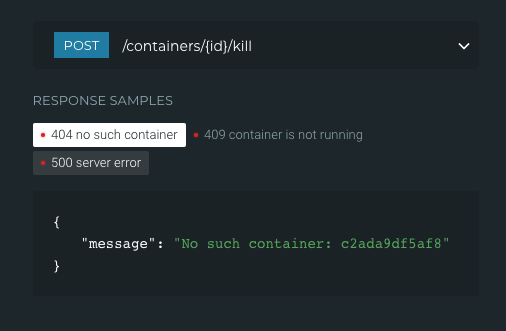 POST /containers/{id}/kill
RESPONSE SAMPLES
404 no such container 409 container is not running
500 server error
{
    "message": "No such container: c2ada9df5af8"
}